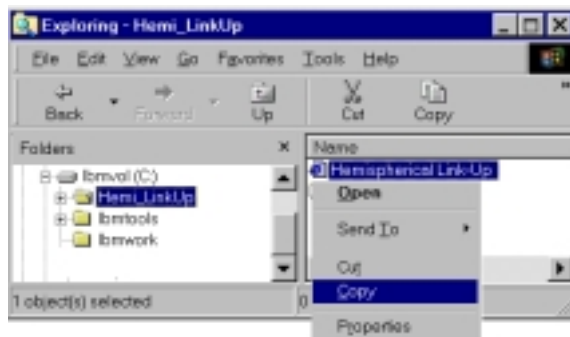 Exploring - Hemi_LinkUp
File Edit View Go Favorites Tools Help
Back Forward Up Cut Copy
Folders
Name
Ibmvol (C:)
Hemi_LinkUp
Ibmtools
Ibmwork
Hemispherical Link-Up
Open
Send To
Cut
Copy
Properties
1 object(s) selected
0